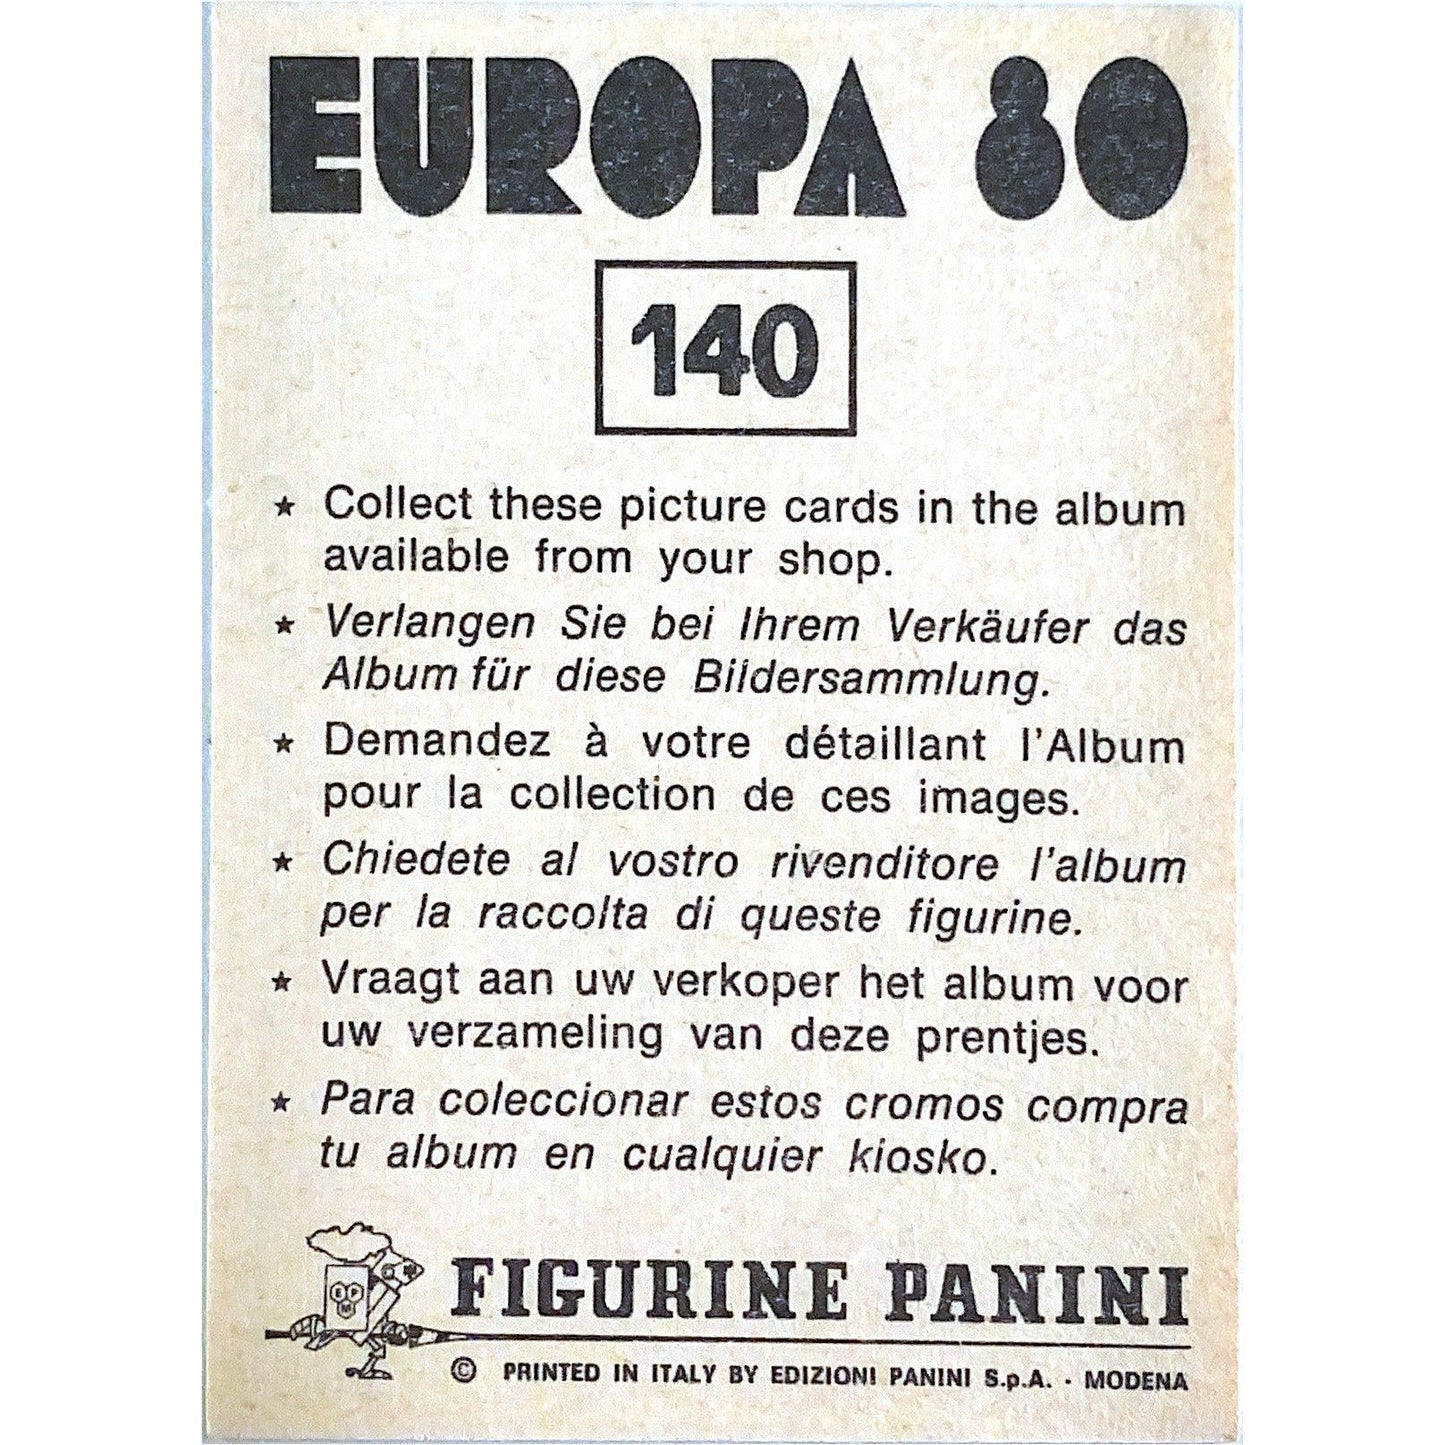 EUROPA 80
140
★ Collect these picture cards in the album
available from your shop.
★ Verlangen Sie bei Ihrem Verkäufer das
Album für diese Bildersammlung.
★ Demandez à votre détaillant l'Album
pour la collection de ces images.
★ Chiedete al vostro rivenditore l'album
per la raccolta di queste figurine.
★ Vraagt aan uw verkoper het album voor
uw verzameling van deze prentjes.
★ Para coleccionar estos cromos compra
tu album en cualquier kiosko.
EPM
FIGURINE PANINI
© PRINTED IN ITALY BY EDIZIONI PANINI S.p.A. - MODENA